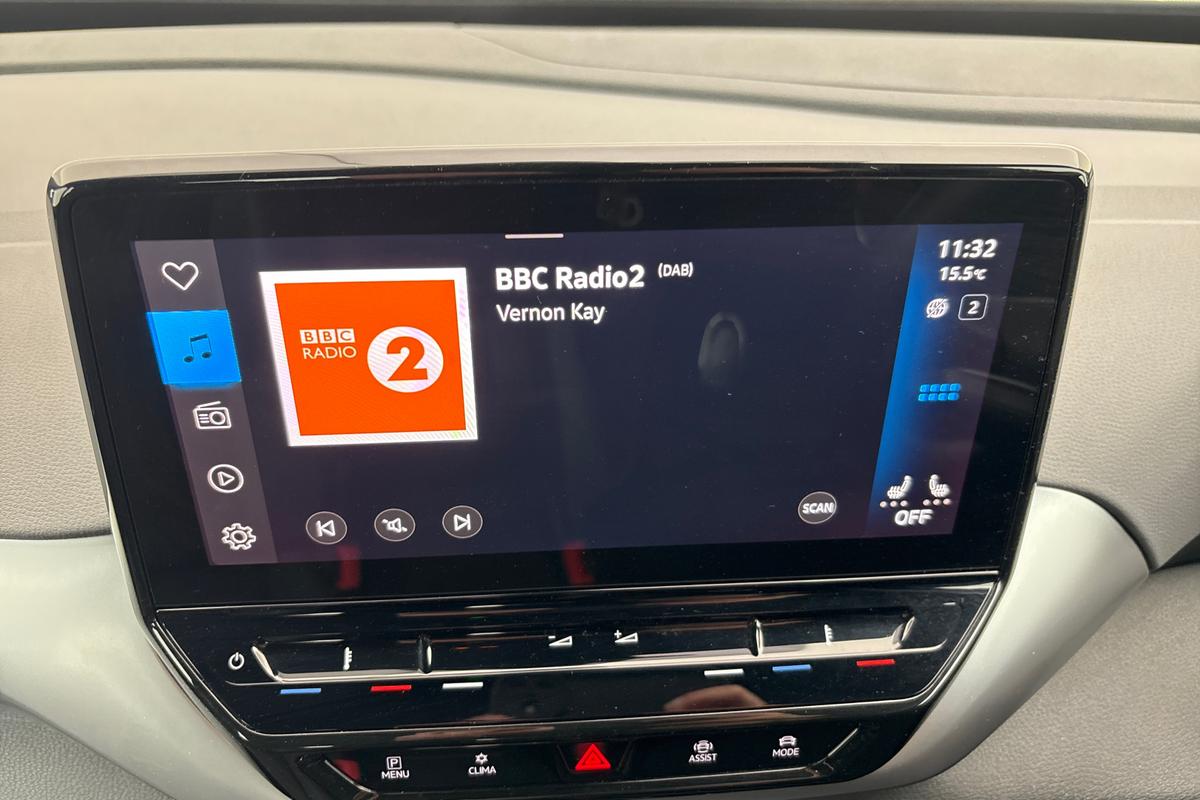 BBC Radio2 (DAB)
Vernon Kay
BBC
RADIO
2
11:32
15.5°C
2
SCAN
OFF
P
MENU
CLIMA
ASSIST
MODE